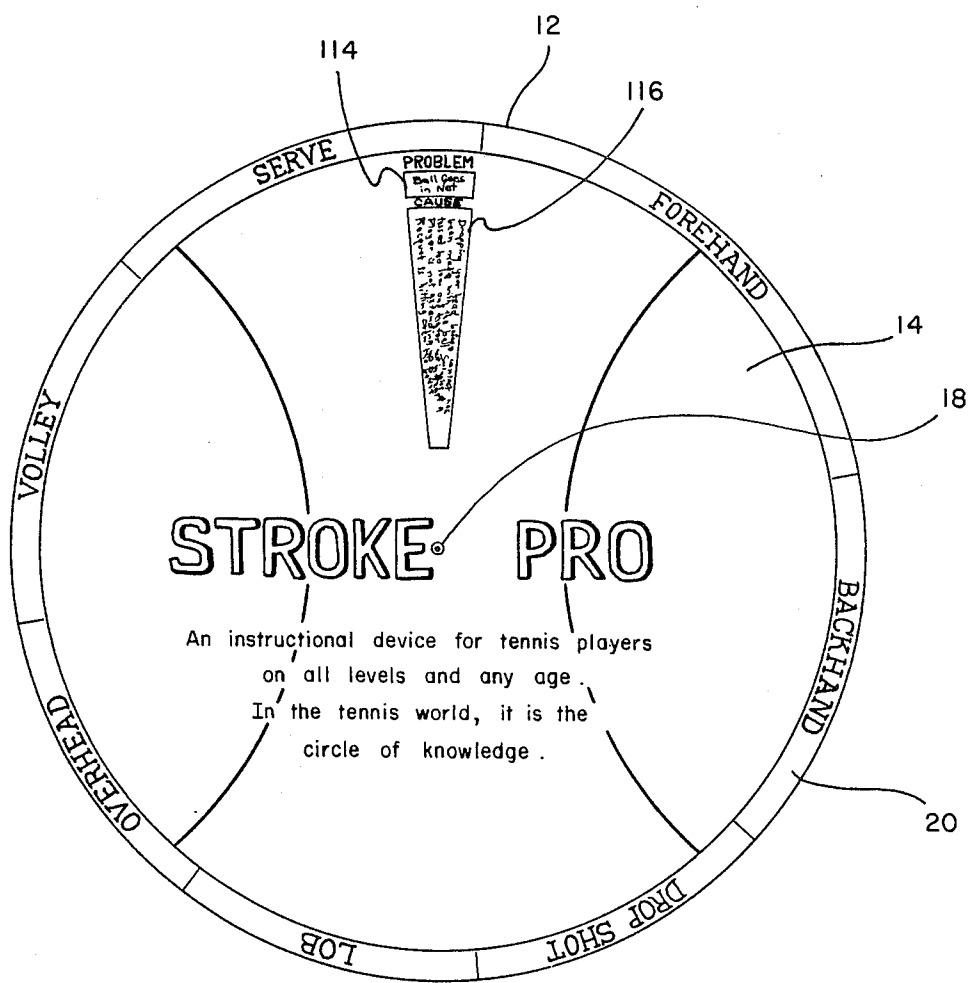 12
114
116
SERVE
PROBLEM
Ball Goes
in Net
CAUSE
FOREHAND
14
18
VOLLEY
STROKE PRO
BACKHAND
An instructional device for tennis players
on all levels and any age.
In the tennis world, it is the
circle of knowledge.
OVERHEAD
20
DROP SHOT
LOB